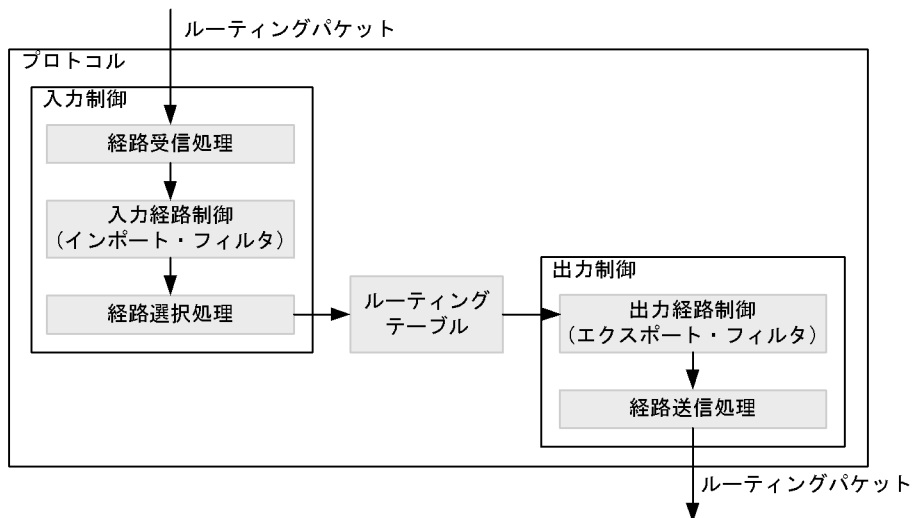 ルーティングパケット
プロトコル
入力制御
経路受信処理
入力経路制御
(インポート・フィルタ)
経路選択処理
ルーティング
テーブル
出力制御
出力経路制御
(エクスポート・フィルタ)
経路送信処理
ルーティングパケット